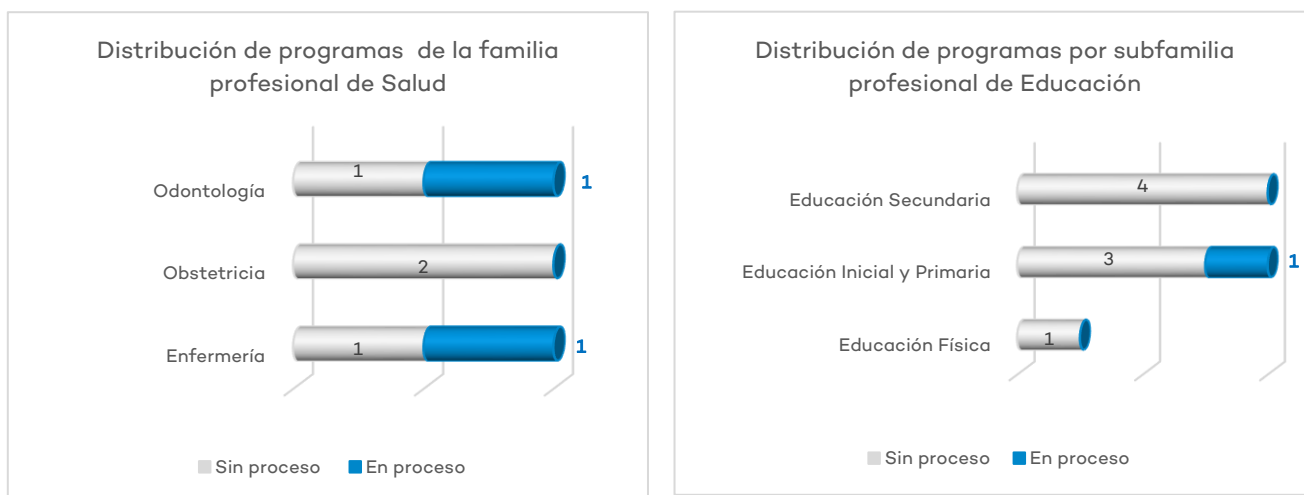 Distribución de programas de la familia
profesional de Salud
Odontología
1
1
Obstetricia
2
Enfermería
1
1
Sin proceso
En proceso
Distribución de programas por subfamilia
profesional de Educación
Educación Secundaria
4
Educación Inicial y Primaria
3
1
Educación Física
1
Sin proceso
En proceso